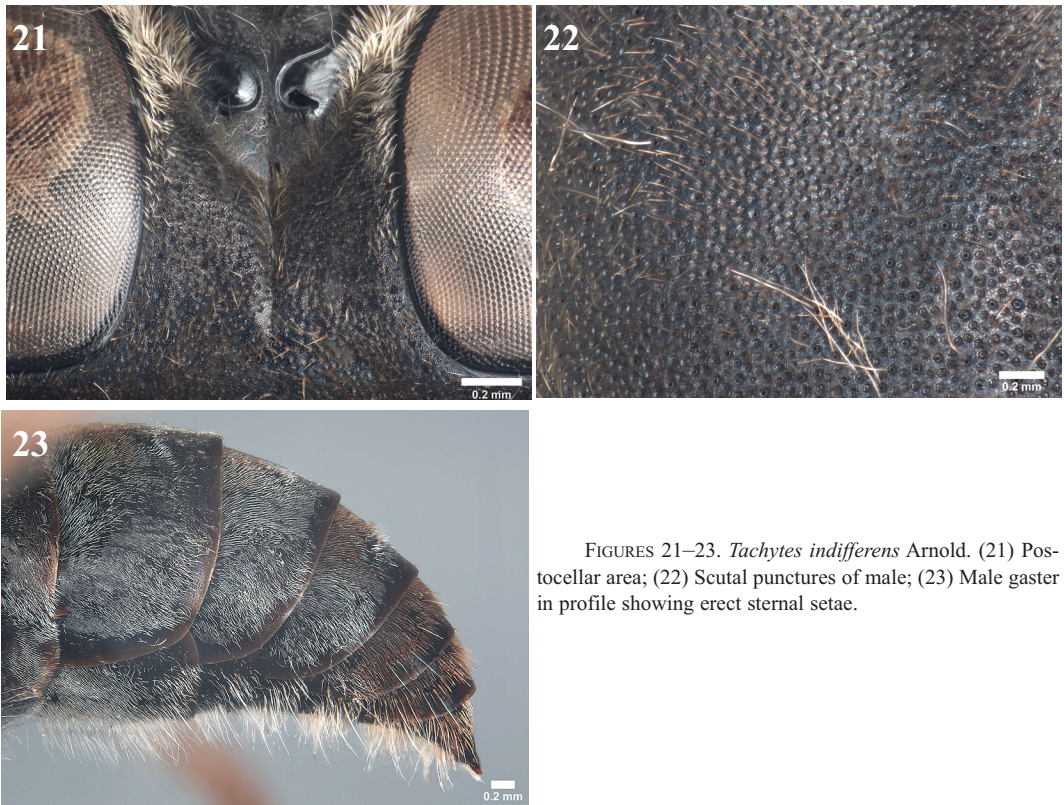 21
22
0.2 mm
0.2 mm
23
FIGURES 21–23. Tachytes indifferens Arnold. (21) Pos-
tocellar area; (22) Scutal punctures of male; (23) Male gaster
in profile showing erect sternal setae.
0.2 mm